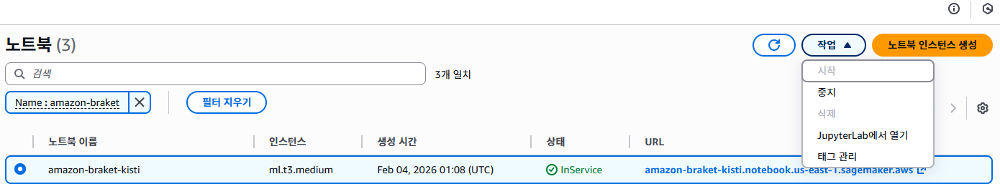 노트북 (3)
작업
노트북 인스턴스 생성
검색
3개 일치
시작
중지
삭제
JupyterLab에서 열기
태그 관리
Name : amazon-braket
필터 지우기
노트북 이름
인스턴스
생성 시간
상태
URL
amazon-braket-kisti
ml.t3.medium
Feb 04, 2026 01:08 (UTC)
InService
amazon-braket-kisti.notebook.us-east-1.sagemaker.aws